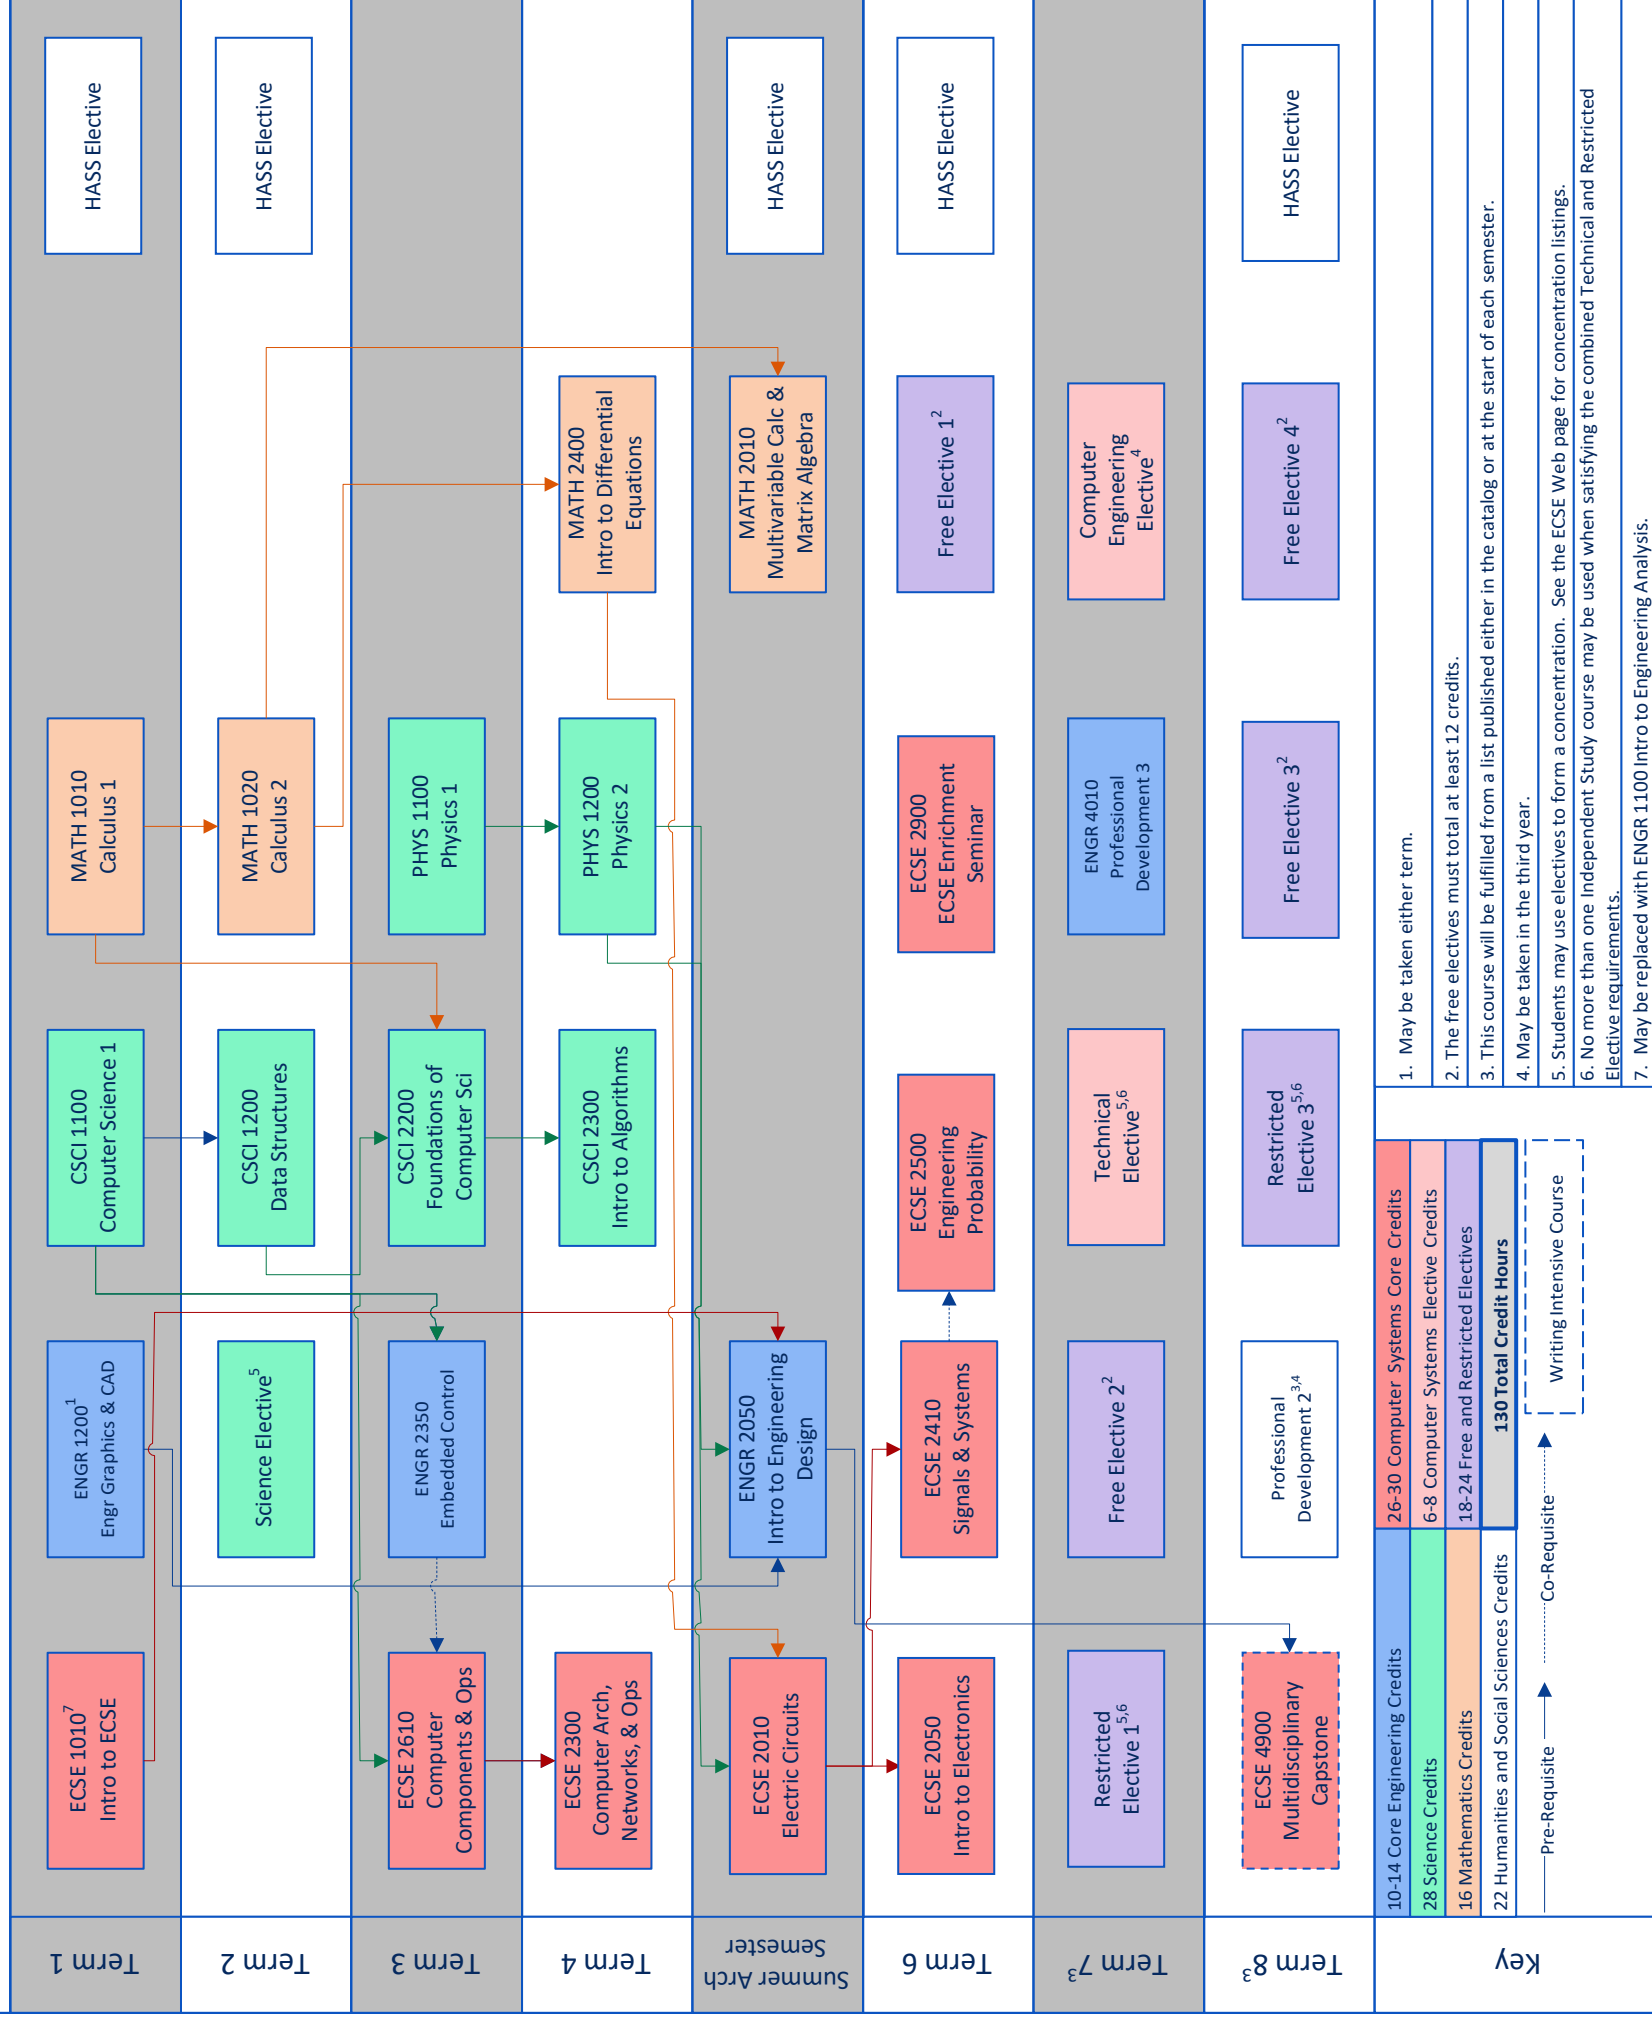 Term 1
ECSE 1010⁷
Intro to ECSE
ENGR 1200¹
Engr Graphics & CAD
CSCI 1100
Computer Science 1
MATH 1010
Calculus 1
HASS Elective
Term 2
Science Elective⁵
CSCI 1200
Data Structures
MATH 1020
Calculus 2
HASS Elective
Term 3
ECSE 2610
Computer
Components & Ops
ENGR 2350
Embedded Control
CSCI 2200
Foundations of
Computer Sci
PHYS 1100
Physics 1
Term 4
ECSE 2300
Computer Arch,
Networks, & Ops
CSCI 2300
Intro to Algorithms
PHYS 1200
Physics 2
MATH 2400
Intro to Differential
Equations
Summer Arch
Semester
ECSE 2010
Electric Circuits
ENGR 2050
Intro to Engineering
Design
MATH 2010
Multivariable Calc &
Matrix Algebra
HASS Elective
Term 6
ECSE 2050
Intro to Electronics
ECSE 2410
Signals & Systems
ECSE 2500
Engineering
Probability
ECSE 2900
ECSE Enrichment
Seminar
Free Elective 1²
HASS Elective
Term 7³
Restricted
Elective 1⁵,⁶
Free Elective 2²
Technical
Elective⁵,⁶
ENGR 4010
Professional
Development 3
Computer
Engineering
Elective⁴
Term 8³
ECSE 4900
Multidisciplinary
Capstone
Professional
Development 2³,⁴
Restricted
Elective 3⁵,⁶
Free Elective 3²
Free Elective 4²
HASS Elective
Key
10-14 Core Engineering Credits
28 Science Credits
16 Mathematics Credits
22 Humanities and Social Sciences Credits
26-30 Computer Systems Core Credits
6-8 Computer Systems Elective Credits
18-24 Free and Restricted Electives
130 Total Credit Hours
Pre-Requisite
Co-Requisite
Writing Intensive Course
1. May be taken either term.
2. The free electives must total at least 12 credits.
3. This course will be fulfilled from a list published either in the catalog or at the start of each semester.
4. May be taken in the third year.
5. Students may use electives to form a concentration. See the ECSE Web page for concentration listings.
6. No more than one Independent Study course may be used when satisfying the combined Technical and Restricted
Elective requirements.
7. May be replaced with ENGR 1100 Intro to Engineering Analysis.